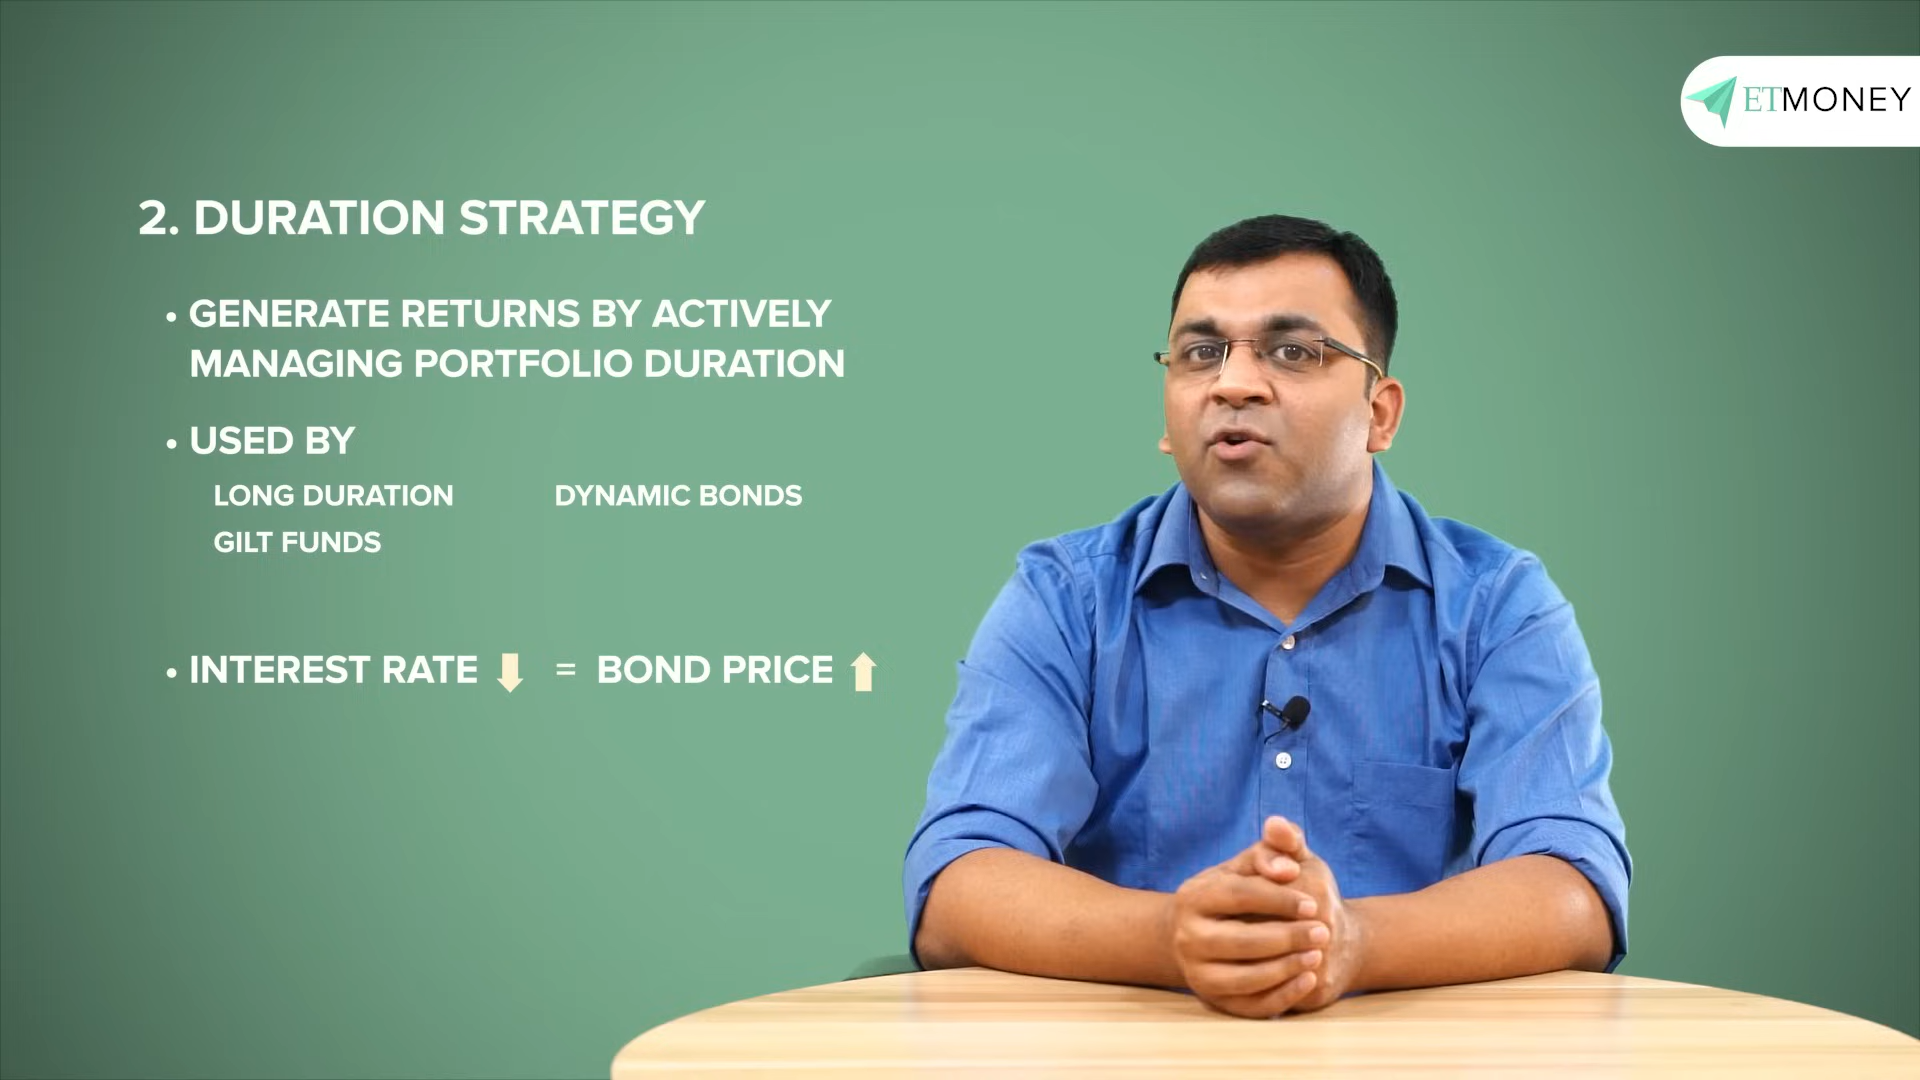 ETMONEY
2. DURATION STRATEGY
• GENERATE RETURNS BY ACTIVELY
MANAGING PORTFOLIO DURATION
• USED BY
LONG DURATION DYNAMIC BONDS
GILT FUNDS
• INTEREST RATE ⬇ = BOND PRICE ⬆